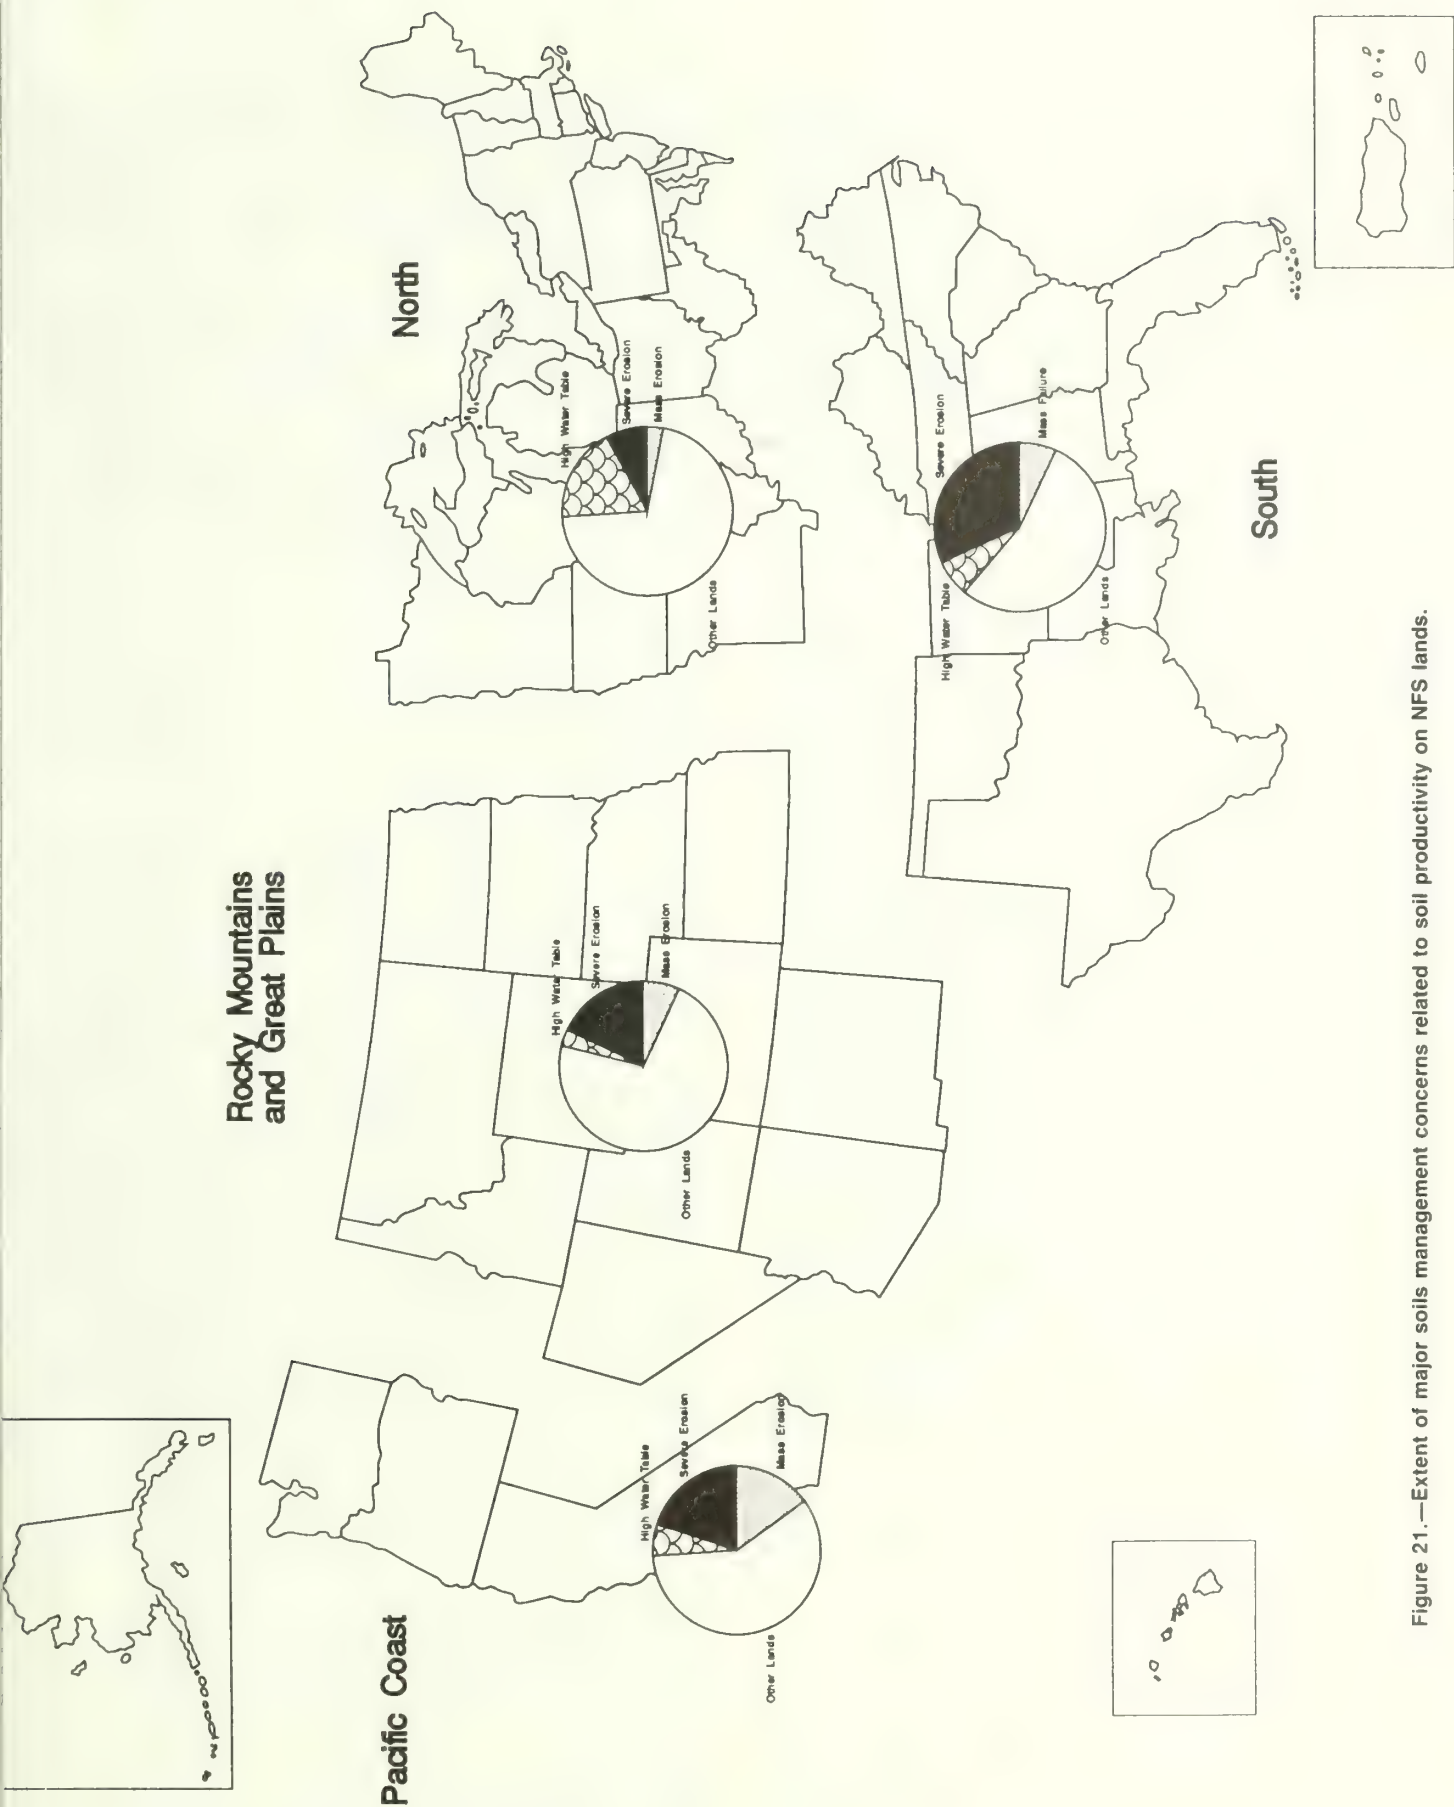 Pacific Coast
High Water Table
Severe Erosion
Mass Erosion
Other Lands
Rocky Mountains
and Great Plains
High Water Table
Severe Erosion
Mass Erosion
Other Lands
North
High Water Table
Severe Erosion
Mass Erosion
Other Lands
South
High Water Table
Severe Erosion
Mass Failure
Other Lands
Figure 21.—Extent of major soils management concerns related to soil productivity on NFS lands.